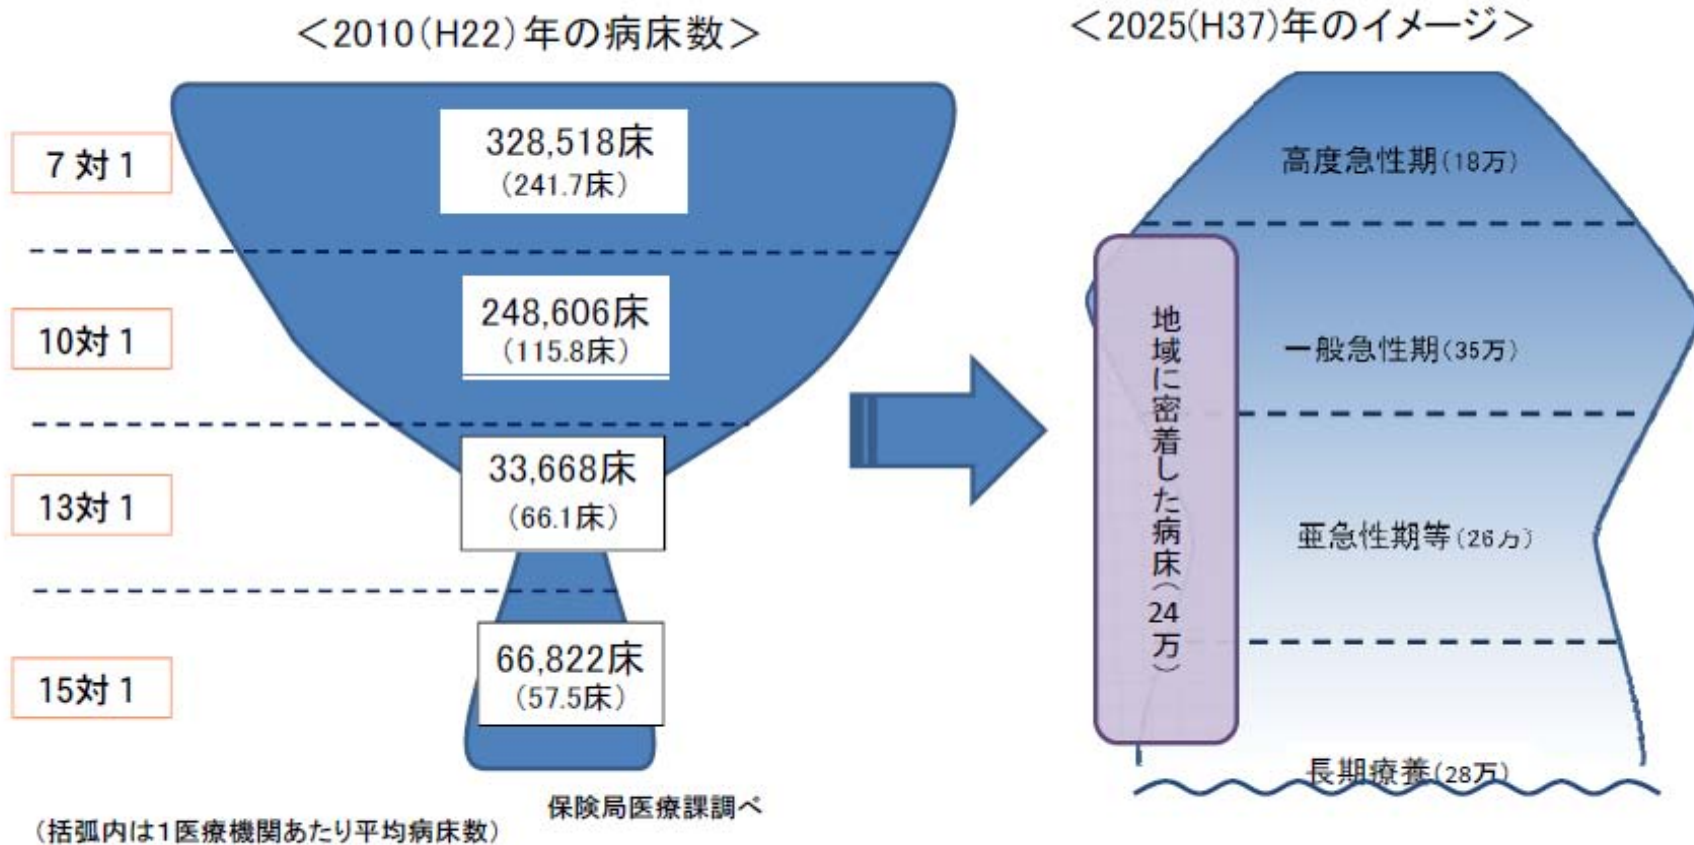 ＜2010(H22)年の病床数＞
7対1
328,518床
(241.7床)
10対1
248,606床
(115.8床)
13対1
33,668床
(66.1床)
15対1
66,822床
(57.5床)
保険局医療課調べ
(括弧内は1医療機関あたり平均病床数)
＜2025(H37)年のイメージ＞
高度急性期(18万)
一般急性期(35万)
亜急性期等(26万)
長期療養(28万)
地域に密着した病床(24万)